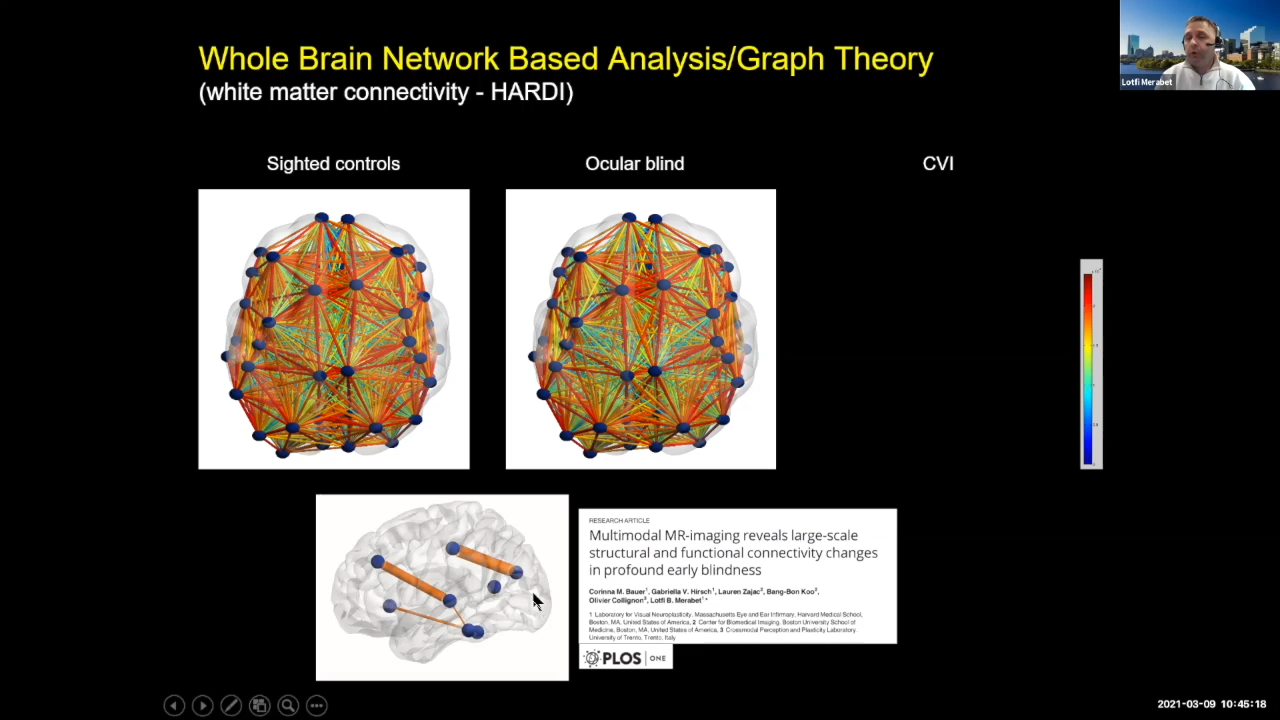 Whole Brain Network Based Analysis/Graph Theory
(white matter connectivity - HARDI)
Lotfi Merabet
Sighted controls
Ocular blind
CVI
RESEARCH ARTICLE
Multimodal MR-imaging reveals large-scale
structural and functional connectivity changes
in profound early blindness
Corinna M. Bauer1, Gabriella V. Hirsch1, Lauren Zajac2, Bang-Bon Koo2,
Olivier Collignon3, Lotfi B. Merabet1*
1 Laboratory for Visual Neuroplasticity, Massachusetts Eye and Ear Infirmary, Harvard Medical School,
Boston, MA, United States of America, 2 Center for Biomedical Imaging, Boston University School of
Medicine, Boston, MA, United States of America, 3 Crossmodal Perception and Plasticity Laboratory,
University of Trento, Trento, Italy
PLOS | ONE
2021-03-09 10:45:18